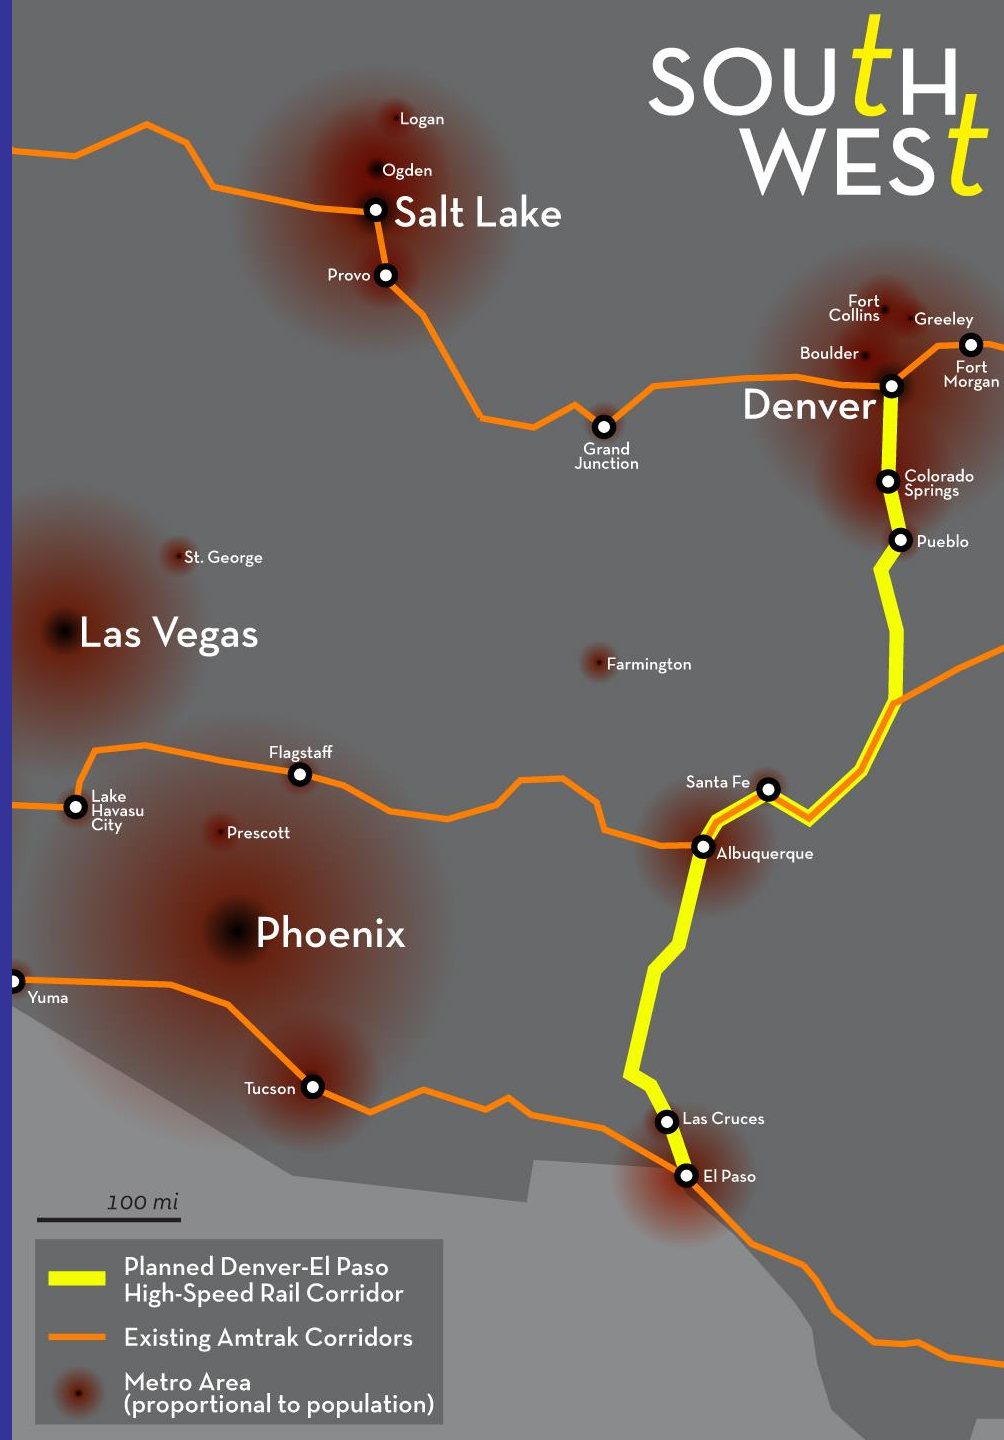 SOUtH
WESt
Logan
Ogden
Salt Lake
Provo
Fort
Collins
Greeley
Boulder
Fort
Morgan
Denver
Grand
Junction
Colorado
Springs
Pueblo
St. George
Las Vegas
Farmington
Flagstaff
Santa Fe
Lake
Havasu
City
Prescott
Albuquerque
Phoenix
Yuma
Tucson
Las Cruces
El Paso
100 mi
Planned Denver-El Paso
High-Speed Rail Corridor
Existing Amtrak Corridors
Metro Area
(proportional to population)